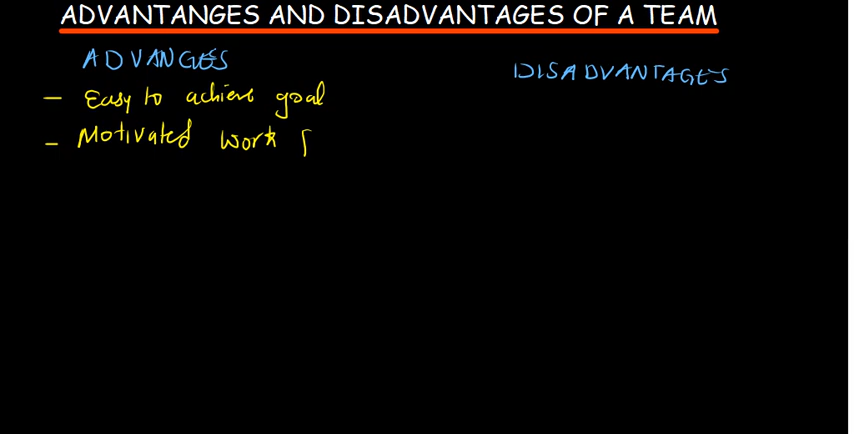 ADVANTANGES AND DISADVANTAGES OF A TEAM
ADVANGES
DISADVANTAGES
- Easy to achieve goal
- Motivated work